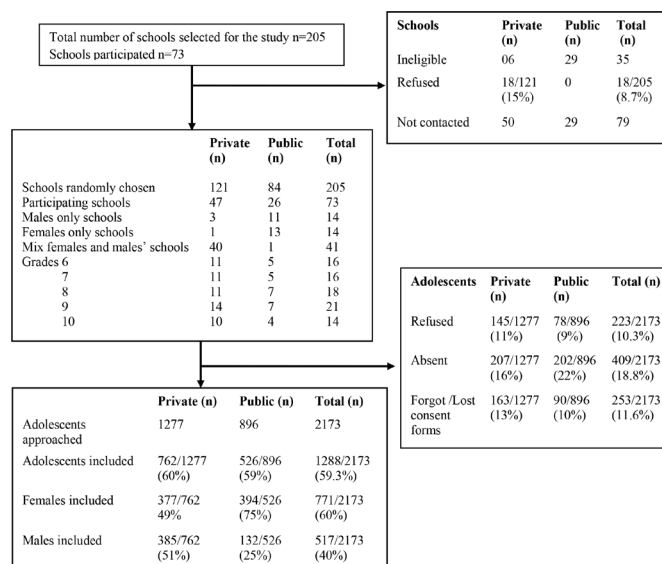 Total number of schools selected for the study n=205
Schools participated n=73
Schools Private (n) Public (n) Total (n)
Ineligible 06 29 35
Refused 18/121 (15%) 0 18/205 (8.7%)
Not contacted 50 29 79
Private (n) Public (n) Total (n)
Schools randomly chosen 121 84 205
Participating schools 47 26 73
Males only schools 3 11 14
Females only schools 1 13 14
Mix females and males' schools 40 1 41
Grades 6 11 5 16
7 11 5 16
8 11 7 18
9 14 7 21
10 10 4 14
Adolescents Private (n) Public (n) Total (n)
Refused 145/1277 (11%) 78/896 (9%) 223/2173 (10.3%)
Absent 207/1277 (16%) 202/896 (22%) 409/2173 (18.8%)
Forgot /Lost consent forms 163/1277 (13%) 90/896 (10%) 253/2173 (11.6%)
Private (n) Public (n) Total (n)
Adolescents approached 1277 896 2173
Adolescents included 762/1277 (60%) 526/896 (59%) 1288/2173 (59.3%)
Females included 377/762 49% 394/526 (75%) 771/2173 (60%)
Males included 385/762 (51%) 132/526 (25%) 517/2173 (40%)